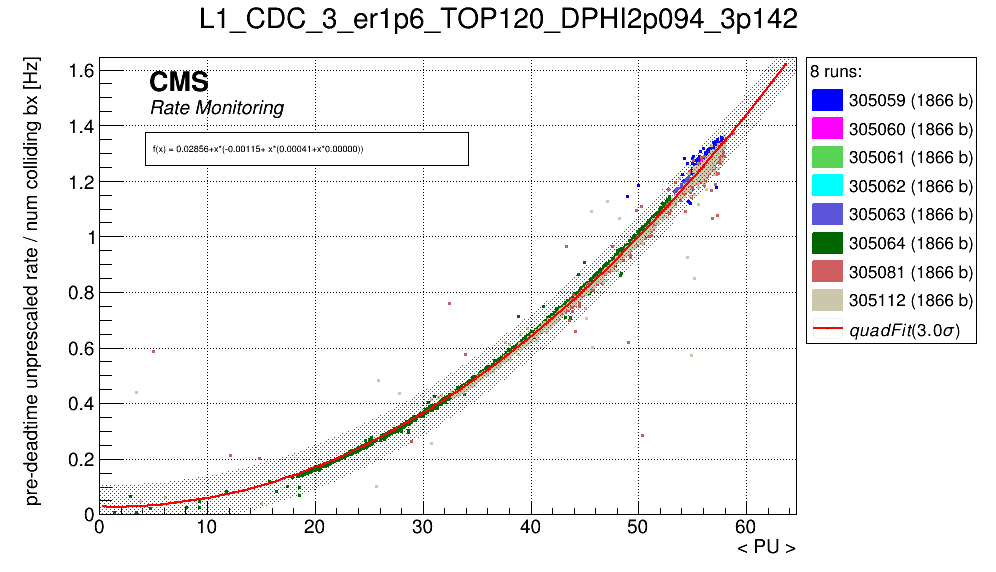 L1_CDC_3_er1p6_TOP120_DPHI2p094_3p142
pre-deadtime unprescaled rate / num colliding bx [Hz]
1.6
1.4
1.2
1
0.8
0.6
0.4
0.2
0
CMS
Rate Monitoring
f(x) = 0.02856+x*(-0.00115+ x*(0.00041+x*0.00000))
0 10 20 30 40 50 60
< PU >
8 runs:
305059 (1866 b)
305060 (1866 b)
305061 (1866 b)
305062 (1866 b)
305063 (1866 b)
305064 (1866 b)
305081 (1866 b)
305112 (1866 b)
quadFit(3.0σ)